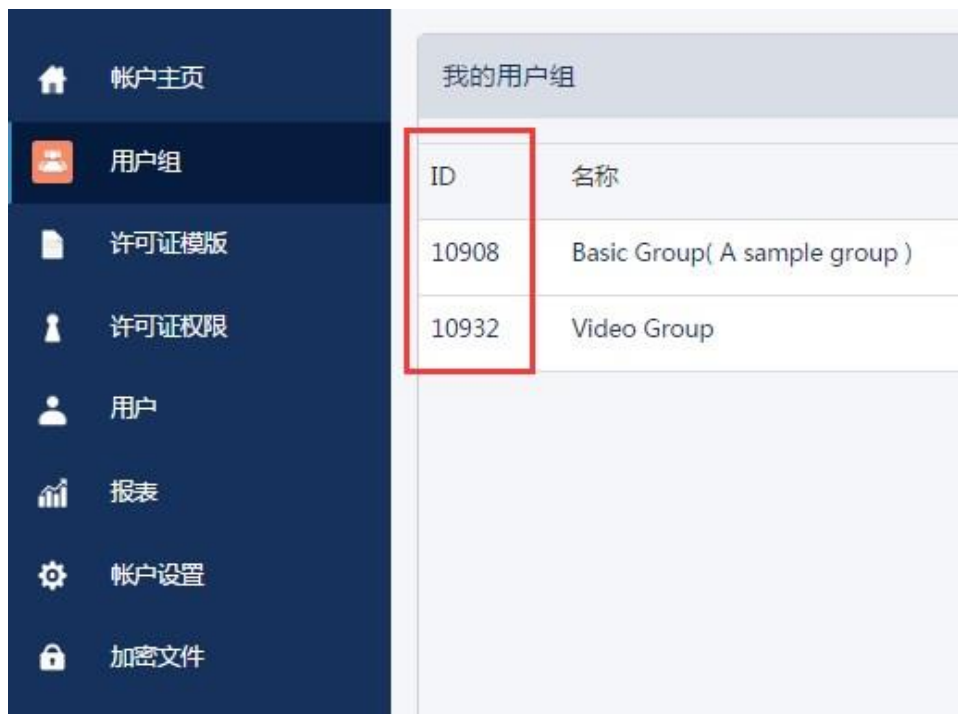 帐户主页
用户组
许可证模版
许可证权限
用户
报表
帐户设置
加密文件
我的用户组
ID 名称
10908 Basic Group( A sample group )
10932 Video Group